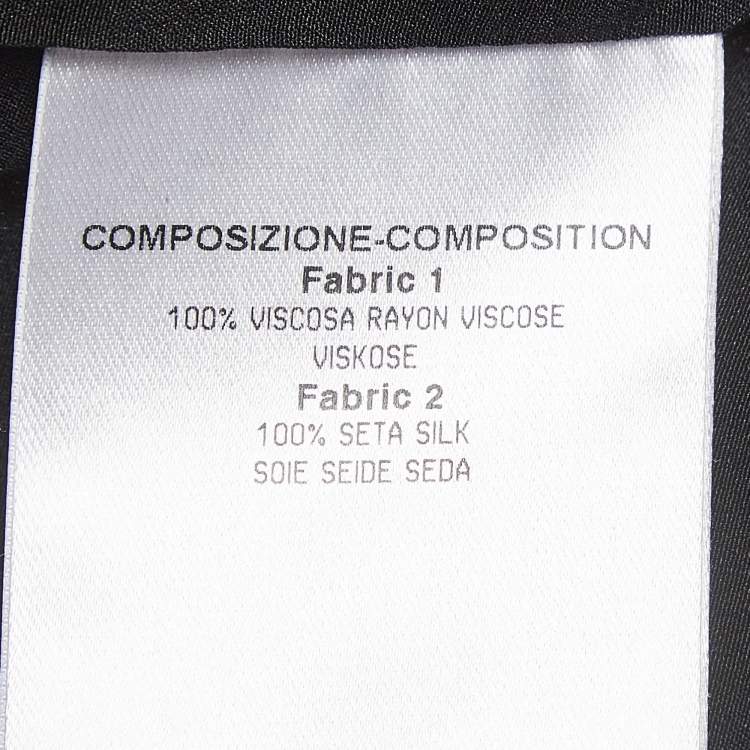 COMPOSIZIONE-COMPOSITION
Fabric 1
100% VISCOSA RAYON VISCOSE
VISKOSE
Fabric 2
100% SETA SILK
SOIE SEIDE SEDA